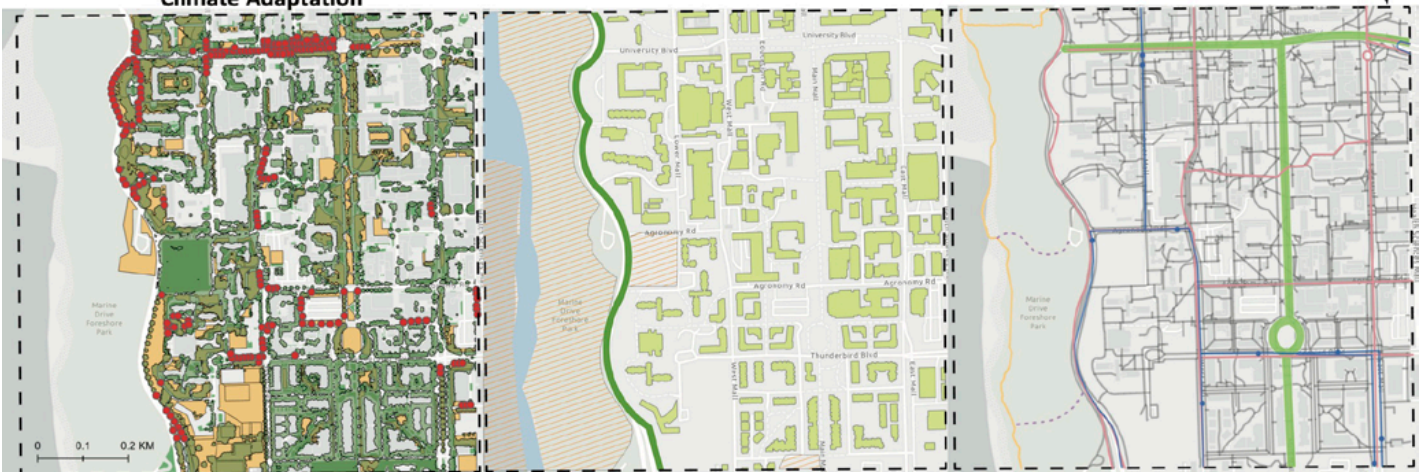 Climate Adaptation
Marine
Drive
Foreshore
Park
0 0.1 0.2 KM
University Blvd
University Blvd
Lower Mall
West Mall
Main Mall
East Mall
Agronomy Rd
Marine
Drive
Foreshore
Park
Agronomy Rd
Agronomy Rd
Thunderbird Blvd
West Mall
East Mall
Marine
Drive
Foreshore
Park